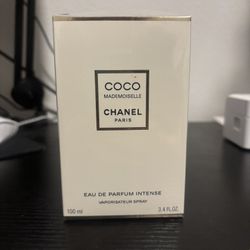 COCO
MADEMOISELLE
CHANEL
PARIS
EAU DE PARFUM INTENSE
VAPORISATEUR SPRAY
100 ml
3.4 FL. OZ.